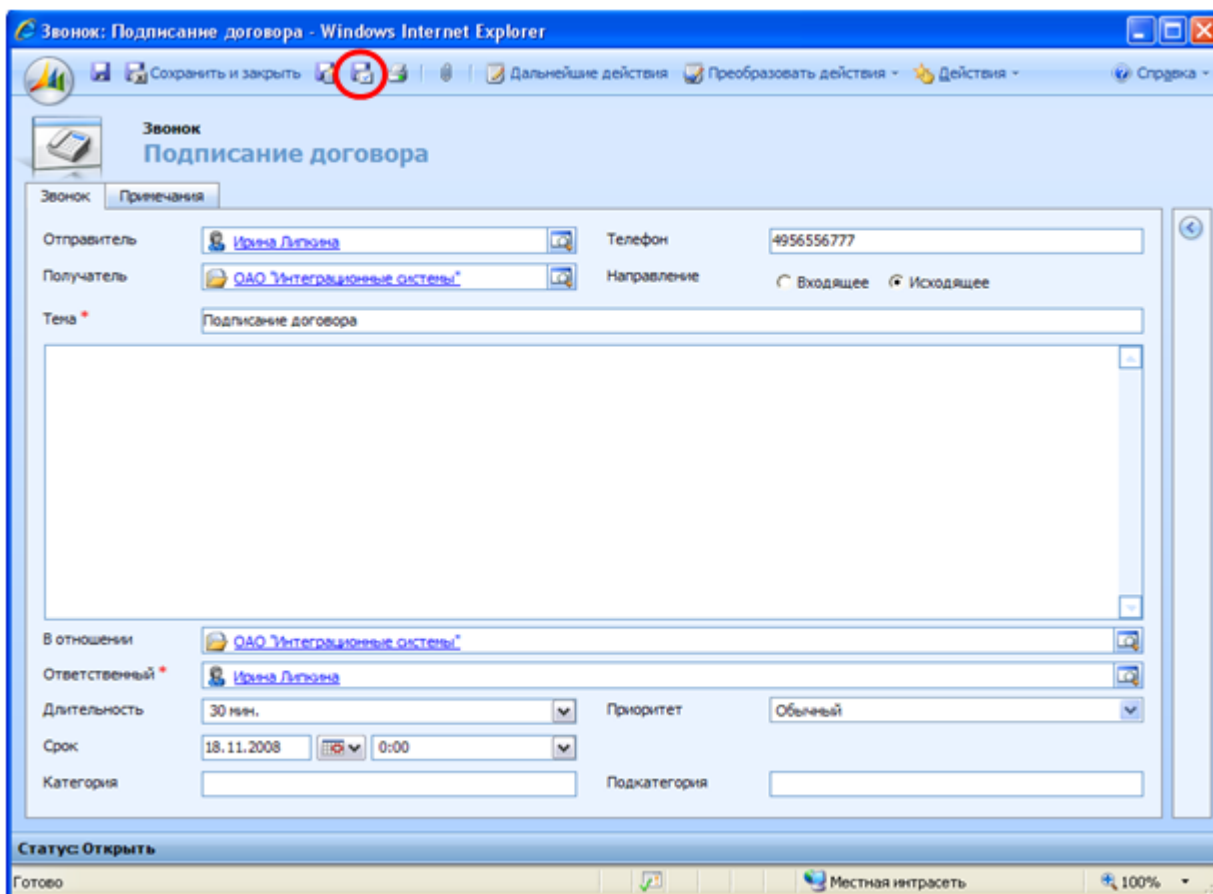 Звонок: Подписание договора - Windows Internet Explorer
Сохранить и закрыть Дальнейшие действия Преобразовать действия Действия Справка
Звонок
Подписание договора
Звонок Примечания
Отправитель Ирина Липкина Телефон 4956556777
Получатель ОАО "Интеграционные системы" Направление Входящее Исходящее
Тема * Подписание договора
В отношении ОАО "Интеграционные системы"
Ответственный * Ирина Липкина
Длительность 30 мин. Приоритет Обычный
Срок 18.11.2008 0:00
Категория Подкатегория
Статус: Открыть
Готово Местная интрасеть 100%